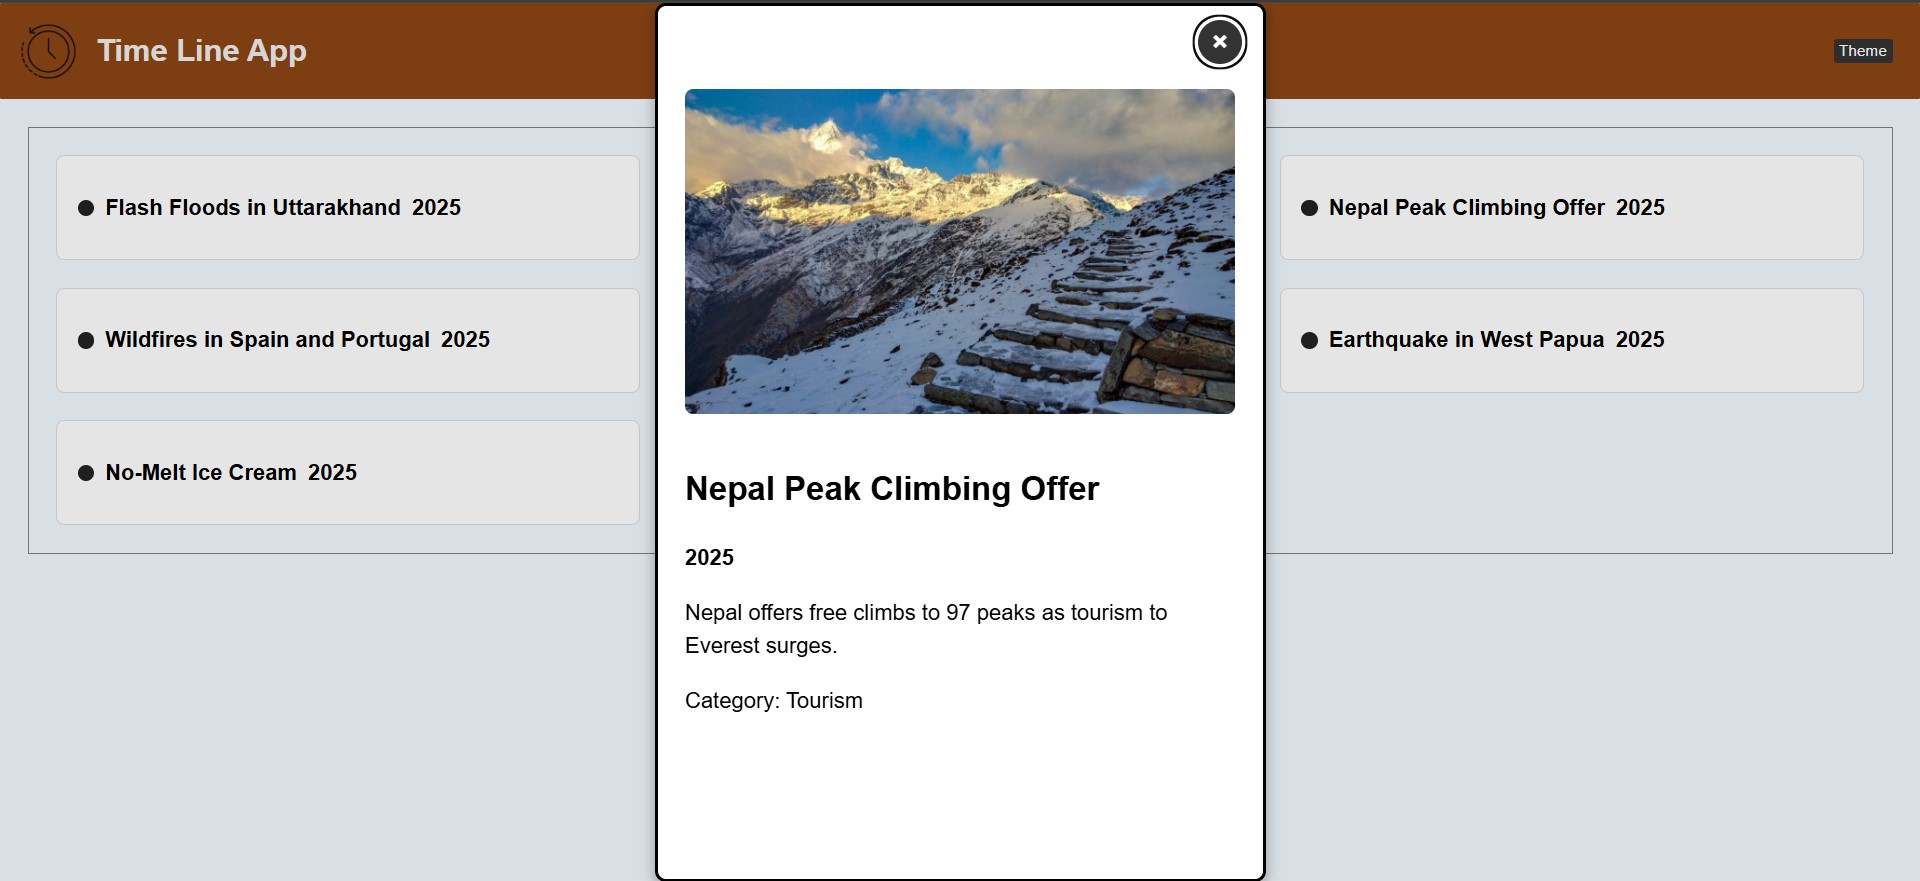 Time Line App
Theme
Flash Floods in Uttarakhand 2025
Nepal Peak Climbing Offer 2025
Wildfires in Spain and Portugal 2025
Earthquake in West Papua 2025
No-Melt Ice Cream 2025
Nepal Peak Climbing Offer
2025
Nepal offers free climbs to 97 peaks as tourism to
Everest surges.
Category: Tourism